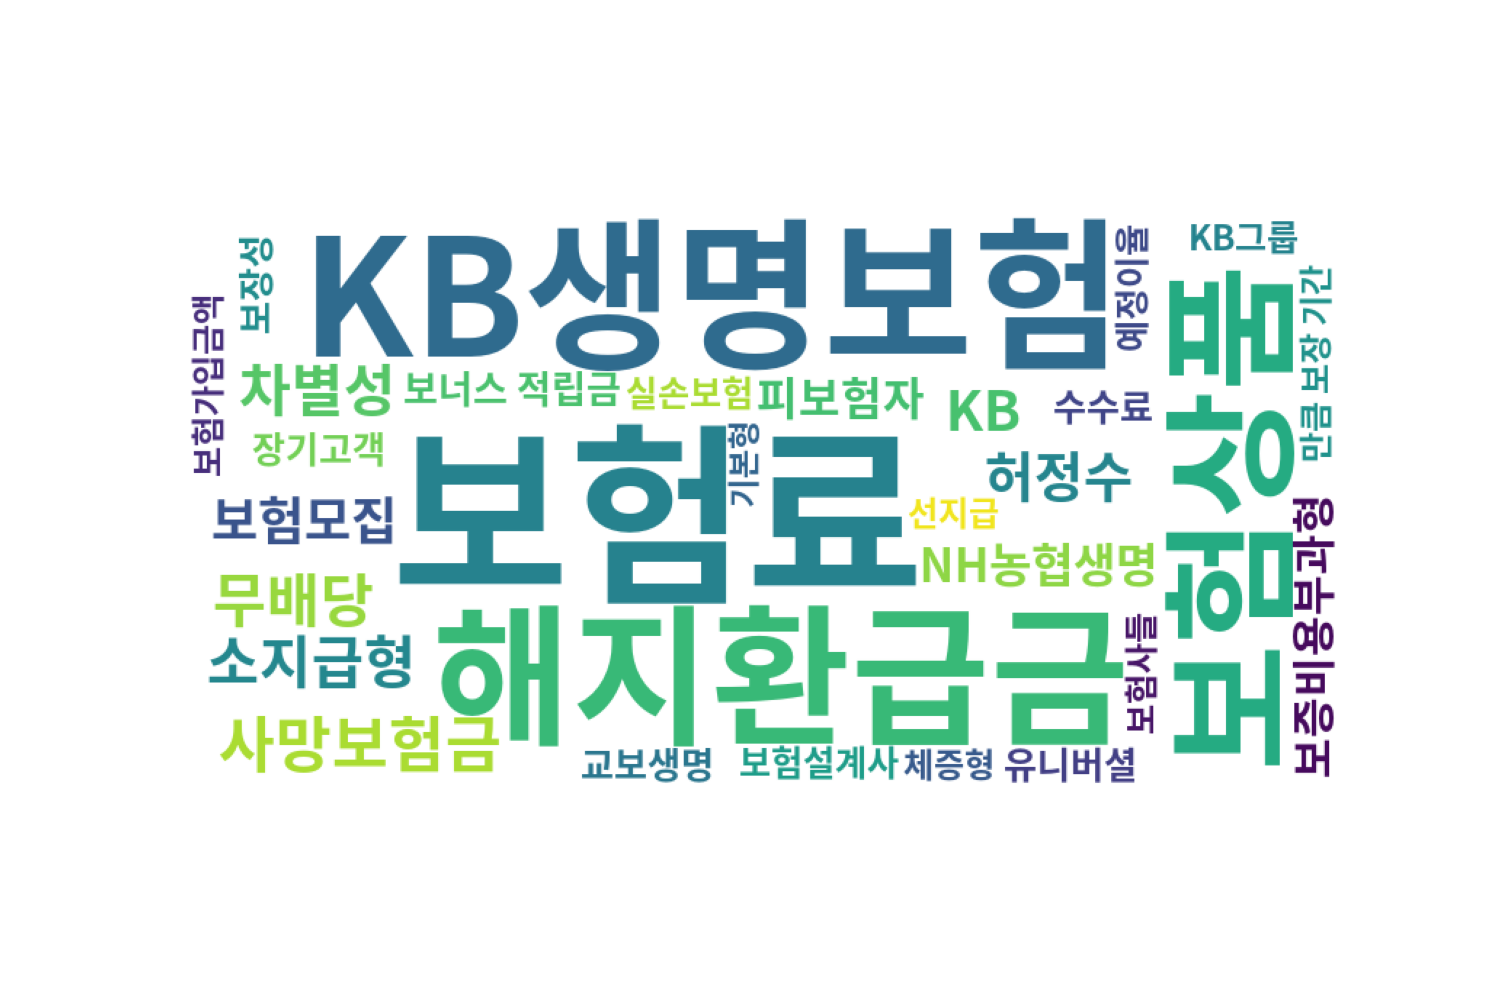 KB생명보험
KB그룹
예정이율
보장성
보험가입금액
보험상품
만큼 보장 기간
차별성
보너스 적립금
실손보험
피보험자
KB
수수료
장기고객
보험료
기본형
허정수
보험모집
선지급
NH농협생명
보증비용부과형
무배당
해지환급금
보험사들
소지급형
사망보험금
교보생명
보험설계사
체증형
유니버셜